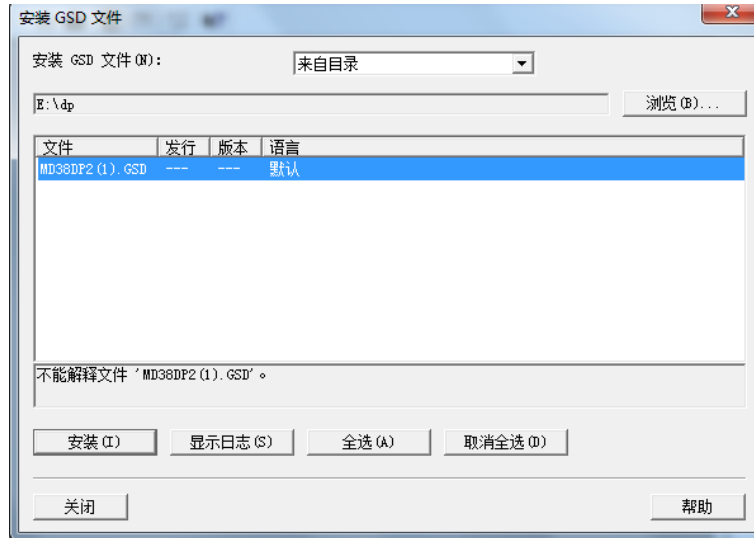 安装 GSD 文件
安装 GSD 文件(N):
来自目录
E:\dp
浏览(B)...
文件 发行 版本 语言
MD38DP2(1).GSD --- --- 默认
不能解释文件 'MD38DP2(1).GSD'。
安装(I) 显示日志(S) 全选(A) 取消全选(D)
关闭 帮助